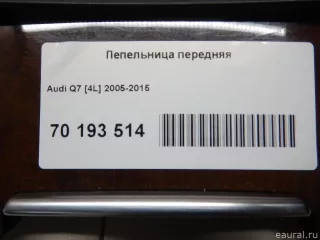 Пепельница передняя
Audi Q7 [4L] 2005-2015
70 193 514
eaural.ru